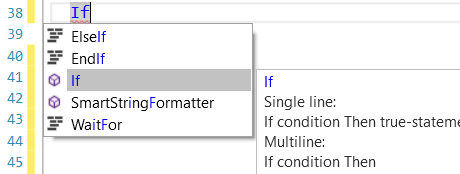 38 If
39
40
41
42
43
44
45
ElseIf
EndIf
If
SmartStringFormatter
WaitFor
If
Single line:
If condition Then true-stateme
Multiline:
If condition Then